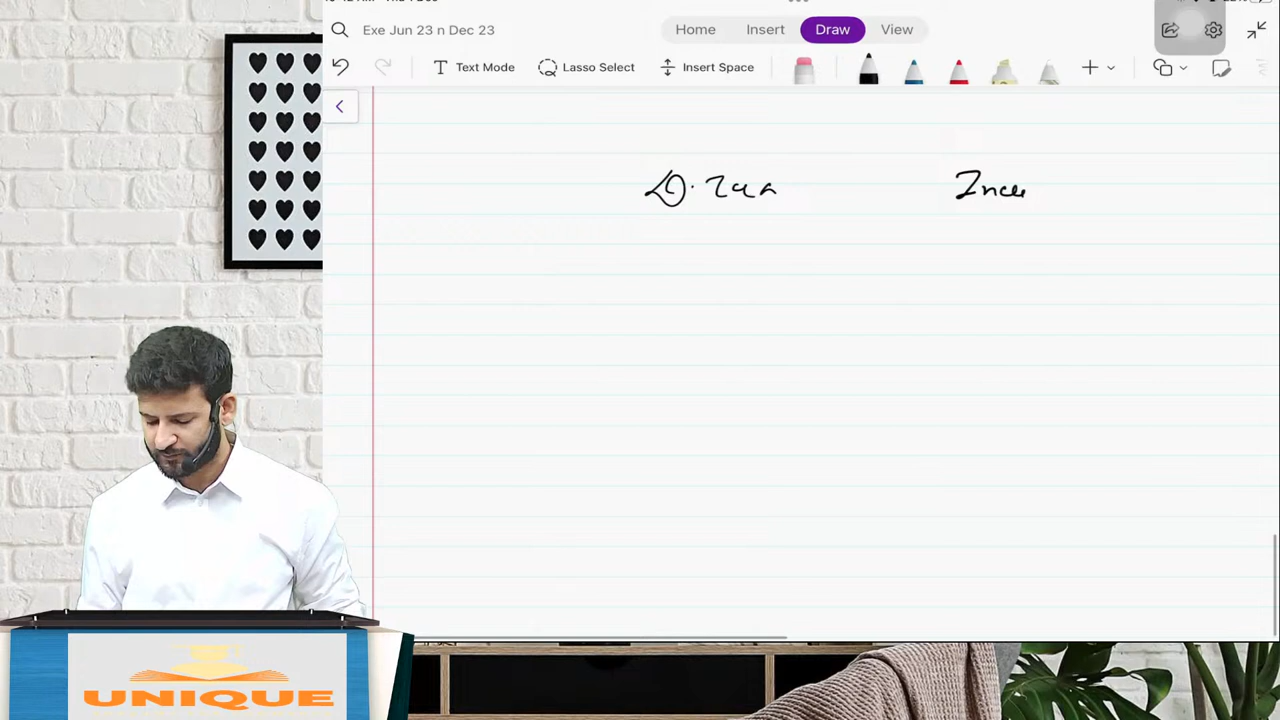 Exe Jun 23 n Dec 23
Home Insert Draw View
Text Mode Lasso Select Insert Space
UNIQUE